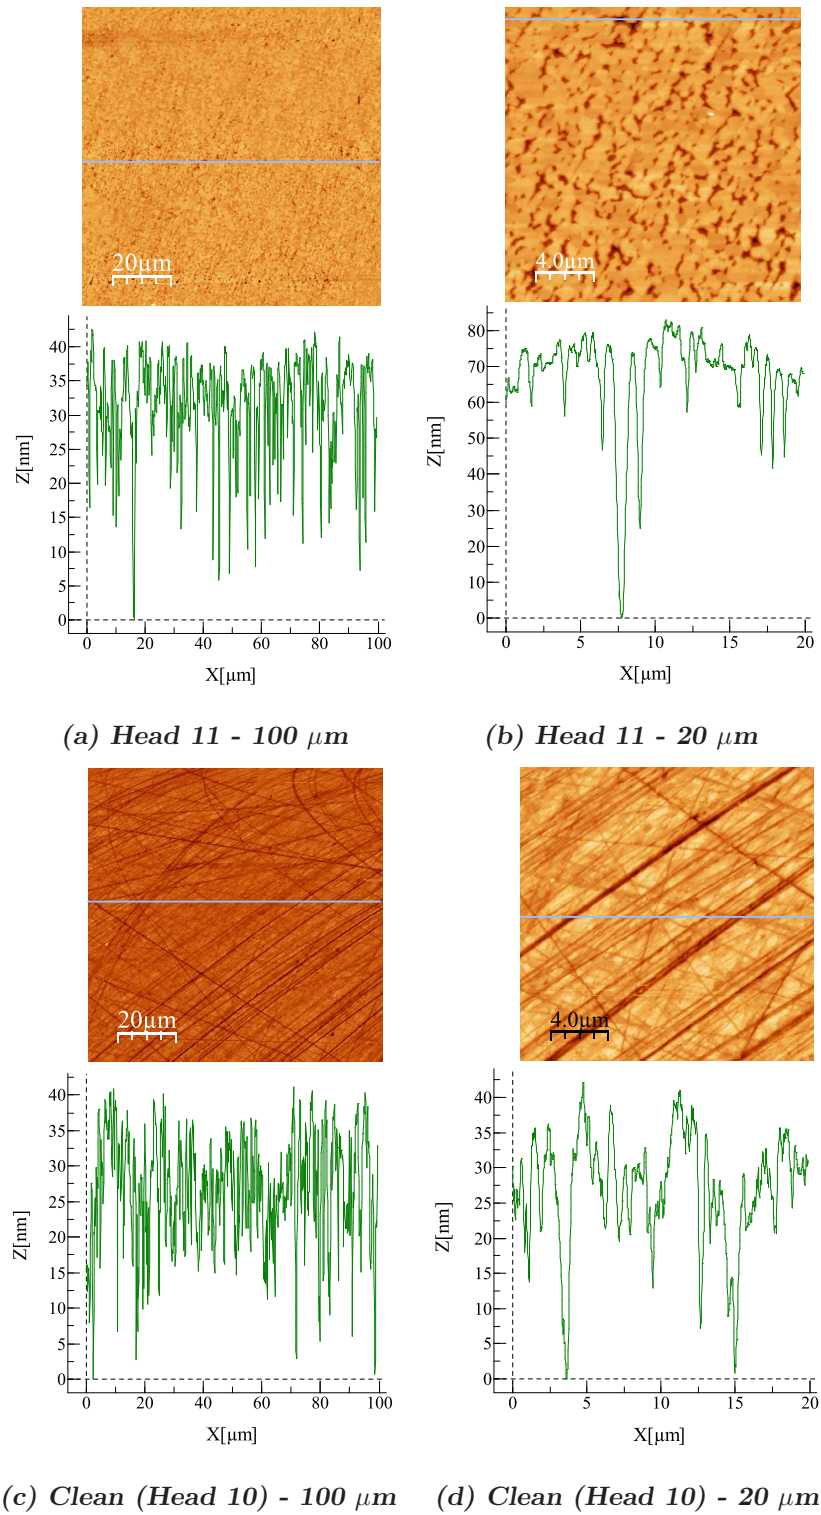 20µm
4.0µm
40
35
30
25
20
15
10
5
0
Z[nm]
0 20 40 60 80 100
X[µm]
80
70
60
50
40
30
20
10
0
Z[nm]
0 5 10 15 20
X[µm]
(a) Head 11 - 100 µm
(b) Head 11 - 20 µm
20µm
4.0µm
40
35
30
25
20
15
10
5
0
Z[nm]
0 20 40 60 80 100
X[µm]
40
35
30
25
20
15
10
5
0
Z[nm]
0 5 10 15 20
X[µm]
(c) Clean (Head 10) - 100 µm
(d) Clean (Head 10) - 20 µm